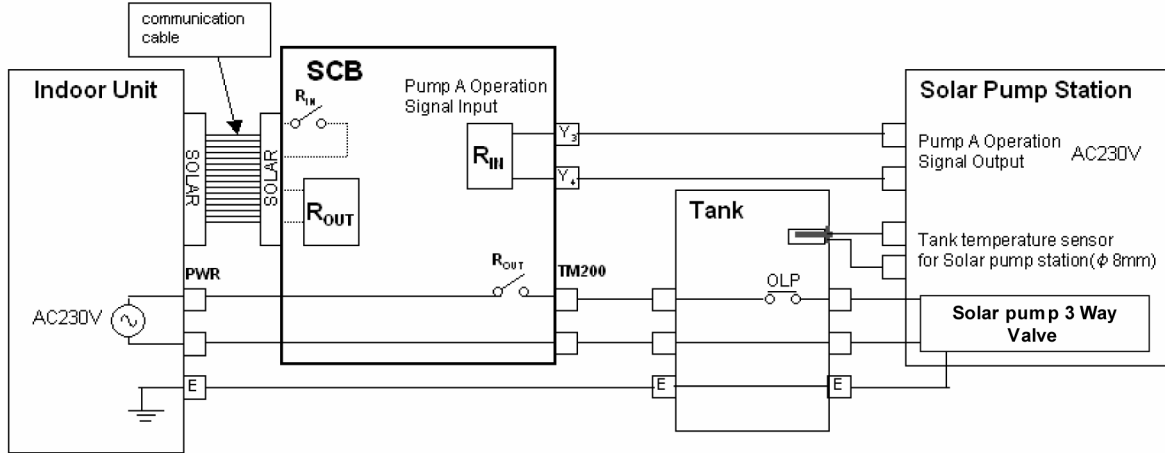 communication
cable
Indoor Unit
SCB
Solar Pump Station
R_IN
Pump A Operation
Signal Input
SOLAR
SOLAR
R_IN
Y3
Y4
Pump A Operation
Signal Output
AC230V
R_OUT
Tank
Tank temperature sensor
for Solar pump station(ϕ 8mm)
PWR
R_OUT
TM200
OLP
AC230V
Solar pump 3 Way
Valve
E
E
E